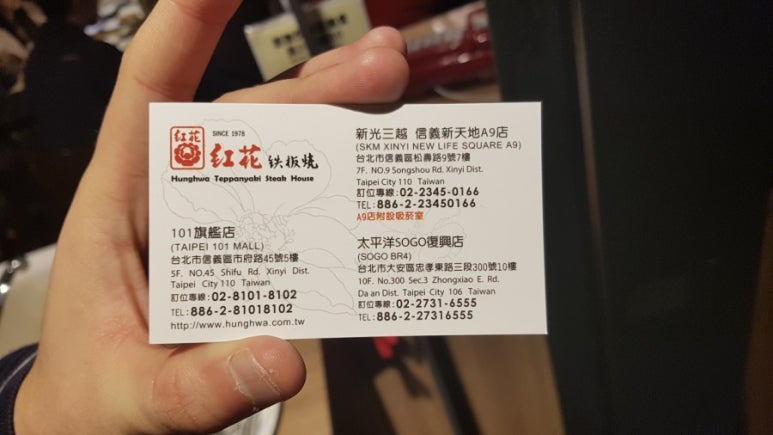 紅花
SINCE 1978
紅花 鉄板燒
Hunghwa Teppanyaki Steak House
101旗艦店
(TAIPEI 101 MALL)
台北市信義區市府路45號5樓
5F. NO.45 Shifu Rd. Xinyi Dist.
Taipei City 110 Taiwan
訂位專線: 02-8101-8102
TEL: 886-2-81018102
http://www.hunghwa.com.tw
新光三越 信義新天地A9店
(SKM XINYI NEW LIFE SQUARE A9)
台北市信義區松壽路9號7樓
7F. NO.9 Songshou Rd. Xinyi Dist.
Taipei City 110 Taiwan
訂位專線: 02-2345-0166
TEL: 886-2-23450166
A9店附設吸菸室
太平洋SOGO復興店
(SOGO BR4)
台北市大安區忠孝東路三段300號10樓
10F. No.300 Sec.3 Zhongxiao E. Rd.
Da an Dist. Taipei City 106 Taiwan
訂位專線: 02-2731-6555
TEL: 886-2-27316555